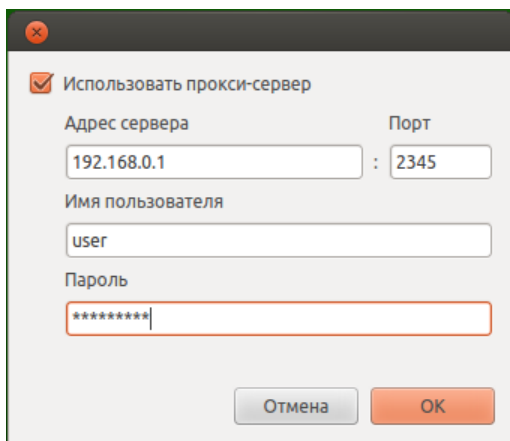 Использовать прокси-сервер
Адрес сервера Порт
192.168.0.1 : 2345
Имя пользователя
user
Пароль
*********
Отмена OK